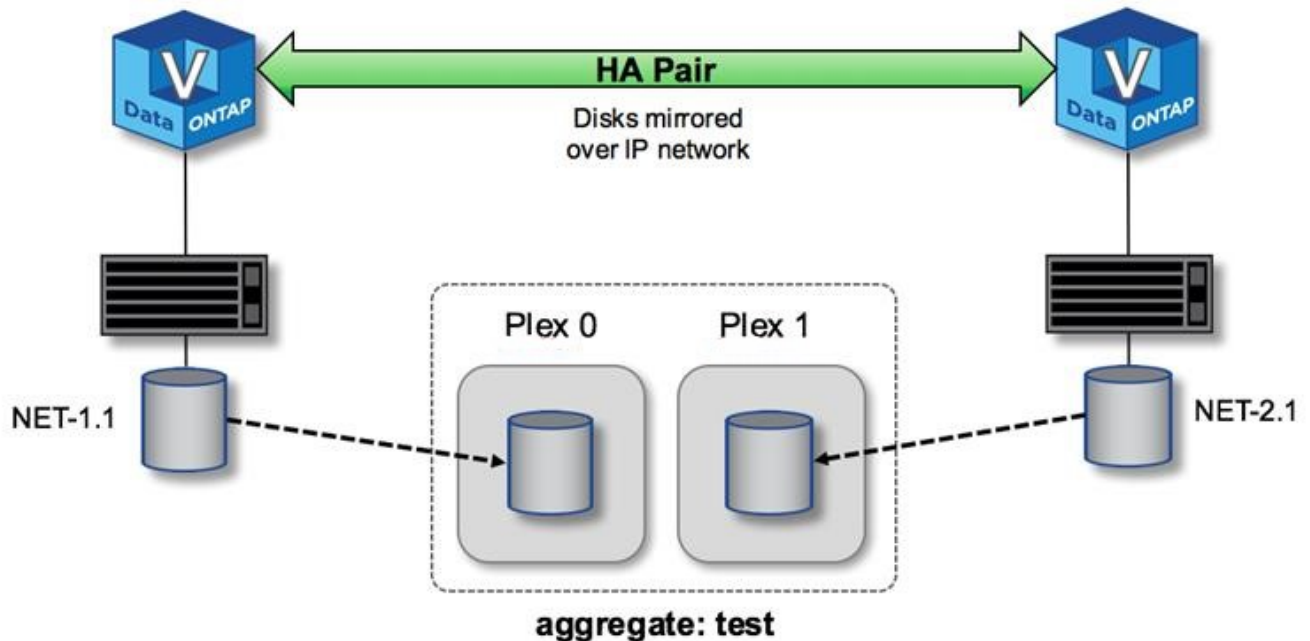 V
Data ONTAP
HA Pair
V
Data ONTAP
Disks mirrored
over IP network
Plex 0
Plex 1
NET-1.1
NET-2.1
aggregate: test